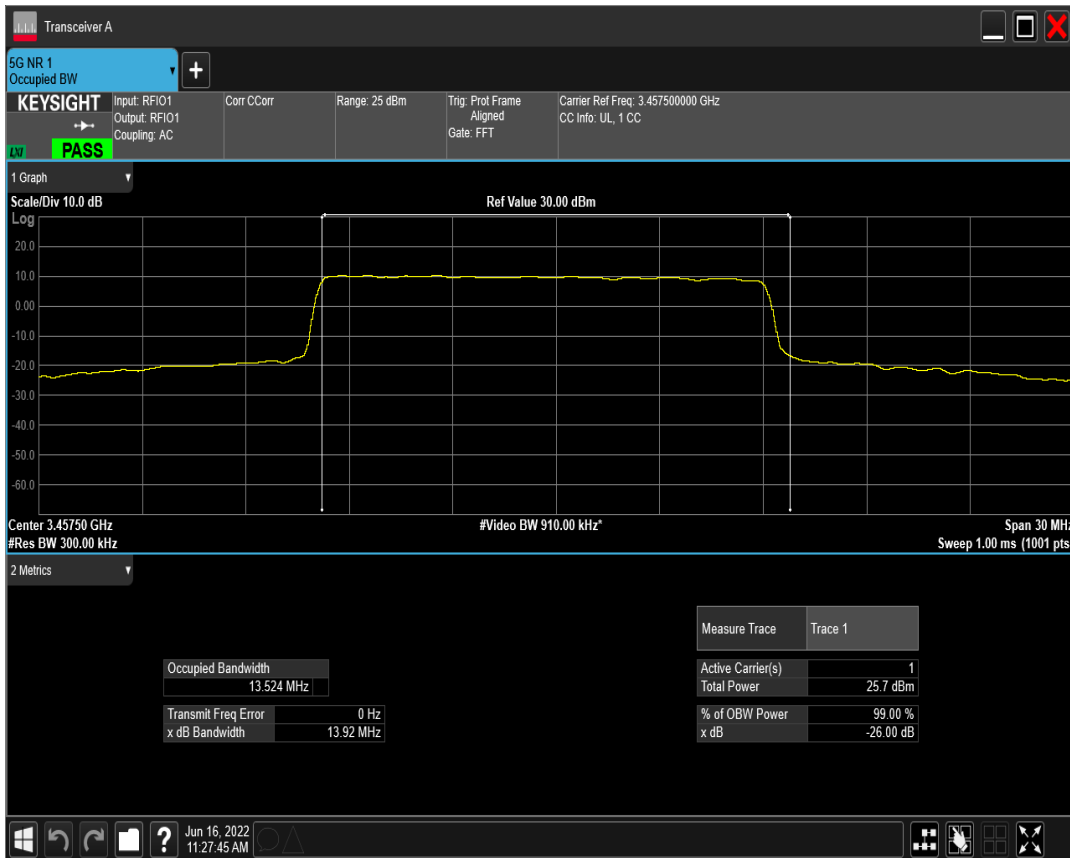 Transceiver A
5G NR 1
Occupied BW
+
KEYSIGHT
LXI
PASS
Input: RFIO1
Output: RFIO1
Coupling: AC
Corr CCorr
Range: 25 dBm
Trig: Prot Frame
Aligned
Gate: FFT
Carrier Ref Freq: 3.457500000 GHz
CC Info: UL, 1 CC
1 Graph
Scale/Div 10.0 dB
Ref Value 30.00 dBm
Log
20.0
10.0
0.00
-10.0
-20.0
-30.0
-40.0
-50.0
-60.0
Center 3.45750 GHz
#Video BW 910.00 kHz*
Span 30 MHz
#Res BW 300.00 kHz
Sweep 1.00 ms (1001 pts
2 Metrics
Measure Trace Trace 1
Occupied Bandwidth
13.524 MHz
Active Carrier(s) 1
Total Power 25.7 dBm
Transmit Freq Error 0 Hz
x dB Bandwidth 13.92 MHz
% of OBW Power 99.00 %
x dB -26.00 dB
?
Jun 16, 2022
11:27:45 AM